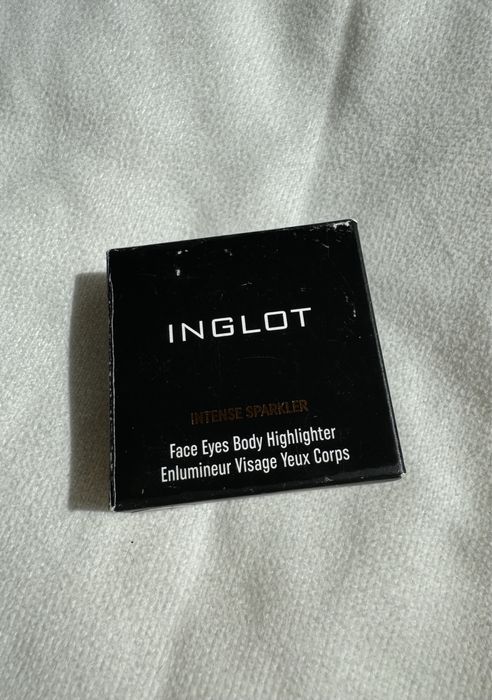 INGLOT
INTENSE SPARKLER
Face Eyes Body Highlighter
Enlumineur Visage Yeux Corps